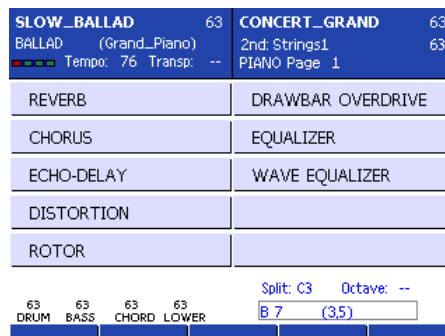 SLOW_BALLAD 63
BALLAD (Grand_Piano)
Tempo: 76 Transp: --
CONCERT_GRAND 63
2nd: Strings1 63
PIANO Page 1
REVERB
CHORUS
ECHO-DELAY
DISTORTION
ROTOR
DRAWBAR OVERDRIVE
EQUALIZER
WAVE EQUALIZER
63 63 63 63
DRUM BASS CHORD LOWER
Split: C3 Octave: --
B 7 (3,5)